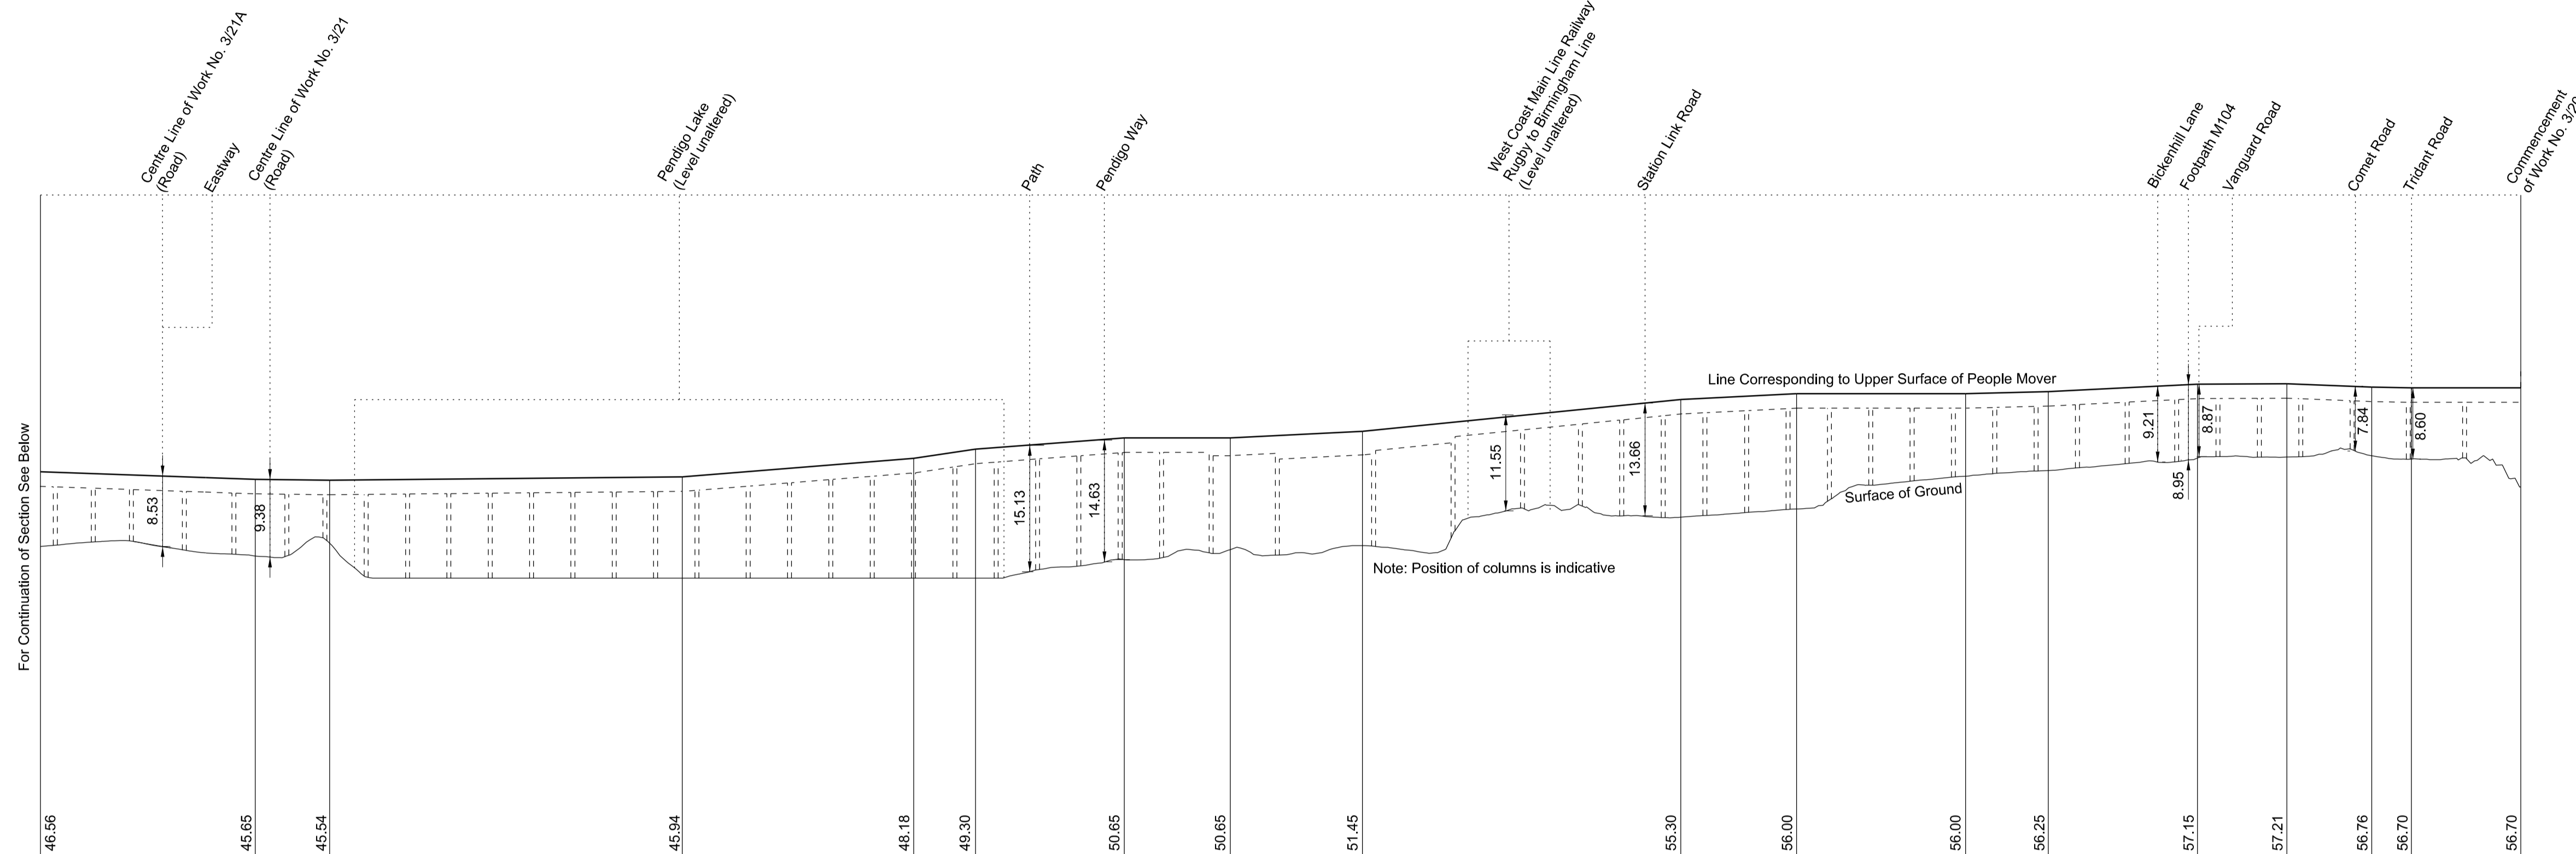 Centre Line of Work No. 3/21A
(Road)
Eastway
Centre Line of Work No. 3/21
(Road)
Pendigo Lake
(Level unaltered)
Path
Pendigo Way
West Coast Main Line Railway
Rugby to Birmingham Line
(Level unaltered)
Station Link Road
Bickenhill Lane
Footpath M104
Vanguard Road
Comet Road
Tridant Road
Commencement
of Work No.
For Continuation of Section See Below
Line Corresponding to Upper Surface of People Mover
8.53
9.38
15.13
14.63
11.55
13.66
9.21
8.95
8.87
7.84
8.60
Surface of Ground
Note: Position of columns is indicative
46.56
45.65
45.54
45.94
48.18
49.30
50.65
50.65
51.45
55.30
56.00
56.00
56.25
57.15
57.21
56.76
56.70
56.70